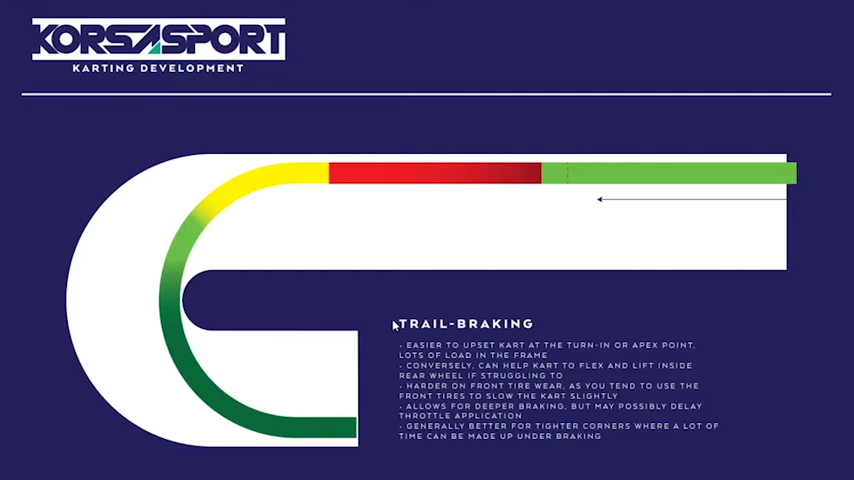 KORSASPORT
KARTING DEVELOPMENT
TRAIL-BRAKING
- EASIER TO UPSET KART AT THE TURN-IN OR APEX POINT,
LOTS OF LOAD IN THE FRAME
- CONVERSELY, CAN HELP KART TO FLEX AND LIFT INSIDE
REAR WHEEL IF STRUGGLING TO
- HARDER ON FRONT TIRE WEAR, AS YOU TEND TO USE THE
FRONT TIRES TO SLOW THE KART SLIGHTLY
- ALLOWS FOR DEEPER BRAKING, BUT MAY POSSIBLY DELAY
THROTTLE APPLICATION
- GENERALLY BETTER FOR TIGHTER CORNERS WHERE A LOT OF
TIME CAN BE MADE UP UNDER BRAKING